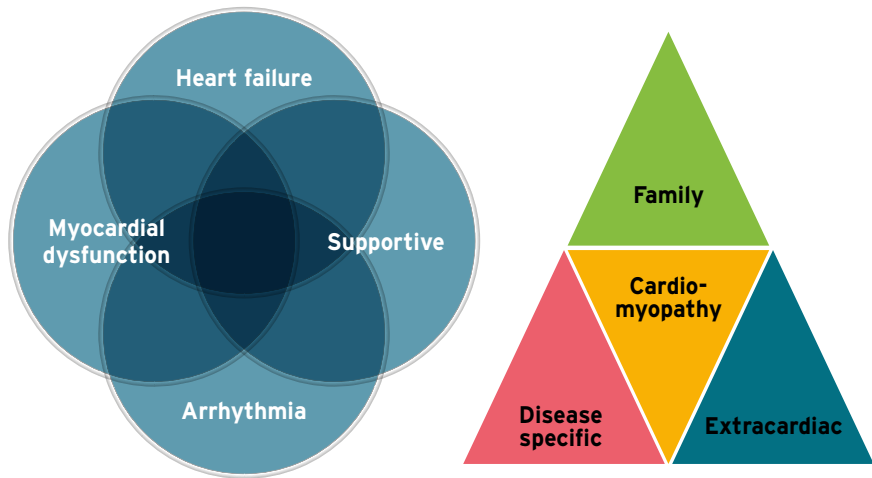 Heart failure
Myocardial
dysfunction
Supportive
Arrhythmia
Family
Cardio-
myopathy
Disease
specific
Extracardiac